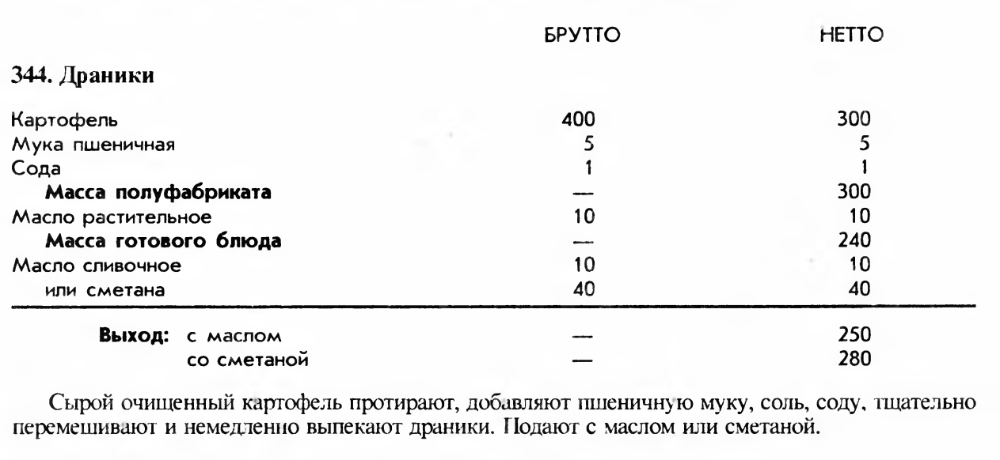 БРУТТО НЕТТО
344. Драники
Картофель 400 300
Мука пшеничная 5 5
Сода 1 1
Масса полуфабриката — 300
Масло растительное 10 10
Масса готового блюда — 240
Масло сливочное 10 10
или сметана 40 40
Выход: с маслом — 250
со сметаной — 280
Сырой очищенный картофель протирают, добавляют пшеничную муку, соль, соду, тщательно
перемешивают и немедленно выпекают драники. Подают с маслом или сметаной.